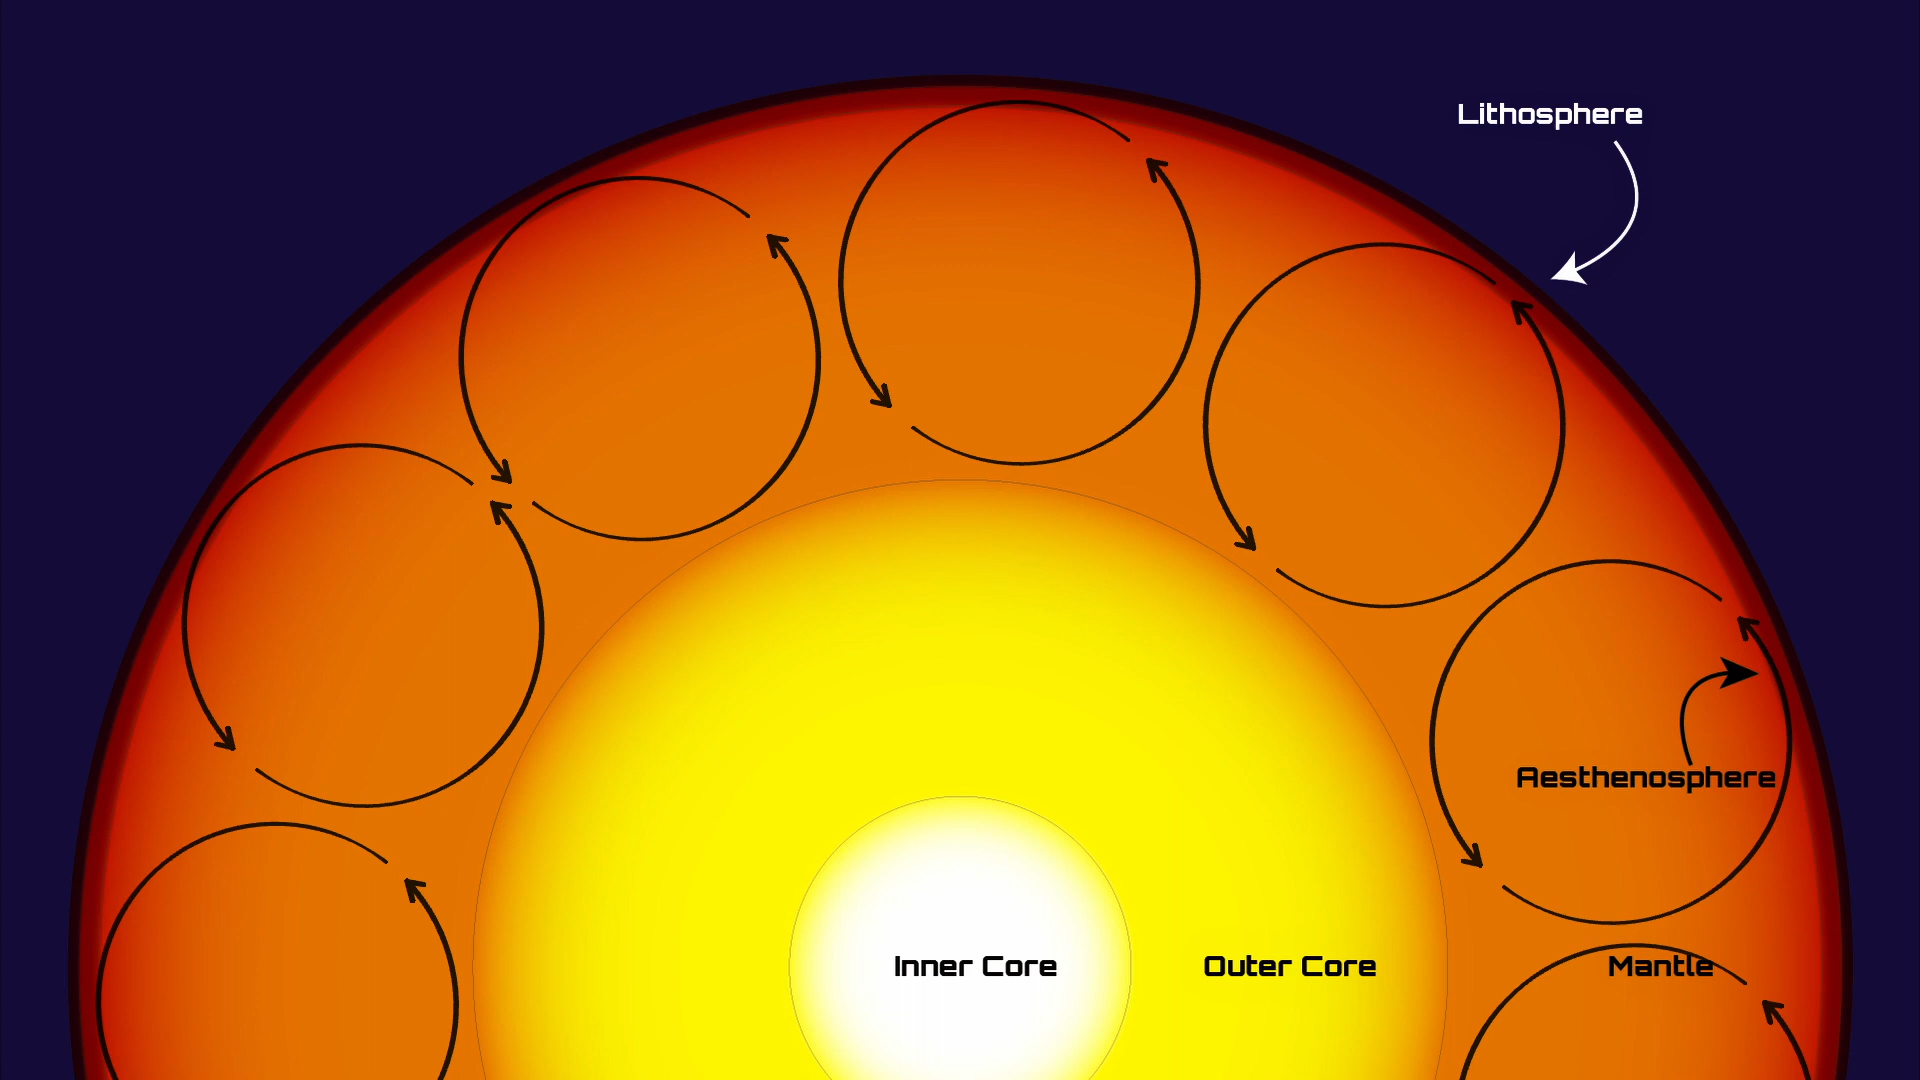 Lithosphere
Aesthenosphere
Inner Core
Outer Core
Mantle